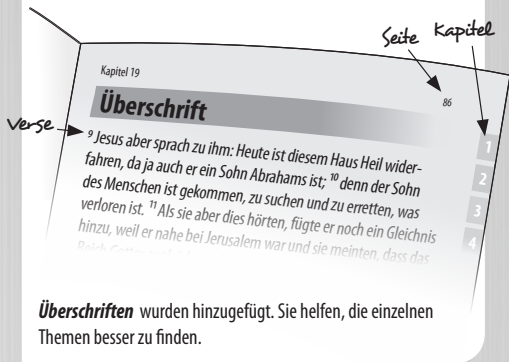 Seite Kapitel
Kapitel 19
86
Überschrift
Verse
⁹ Jesus aber sprach zu ihm: Heute ist diesem Haus Heil wider-
fahren, da ja auch er ein Sohn Abrahams ist; ¹⁰ denn der Sohn
des Menschen ist gekommen, zu suchen und zu erretten, was
verloren ist. ¹¹ Als sie aber dies hörten, fügte er noch ein Gleichnis
hinzu, weil er nahe bei Jerusalem war und sie meinten, dass das
1
2
3
4
Überschriften wurden hinzugefügt. Sie helfen, die einzelnen
Themen besser zu finden.